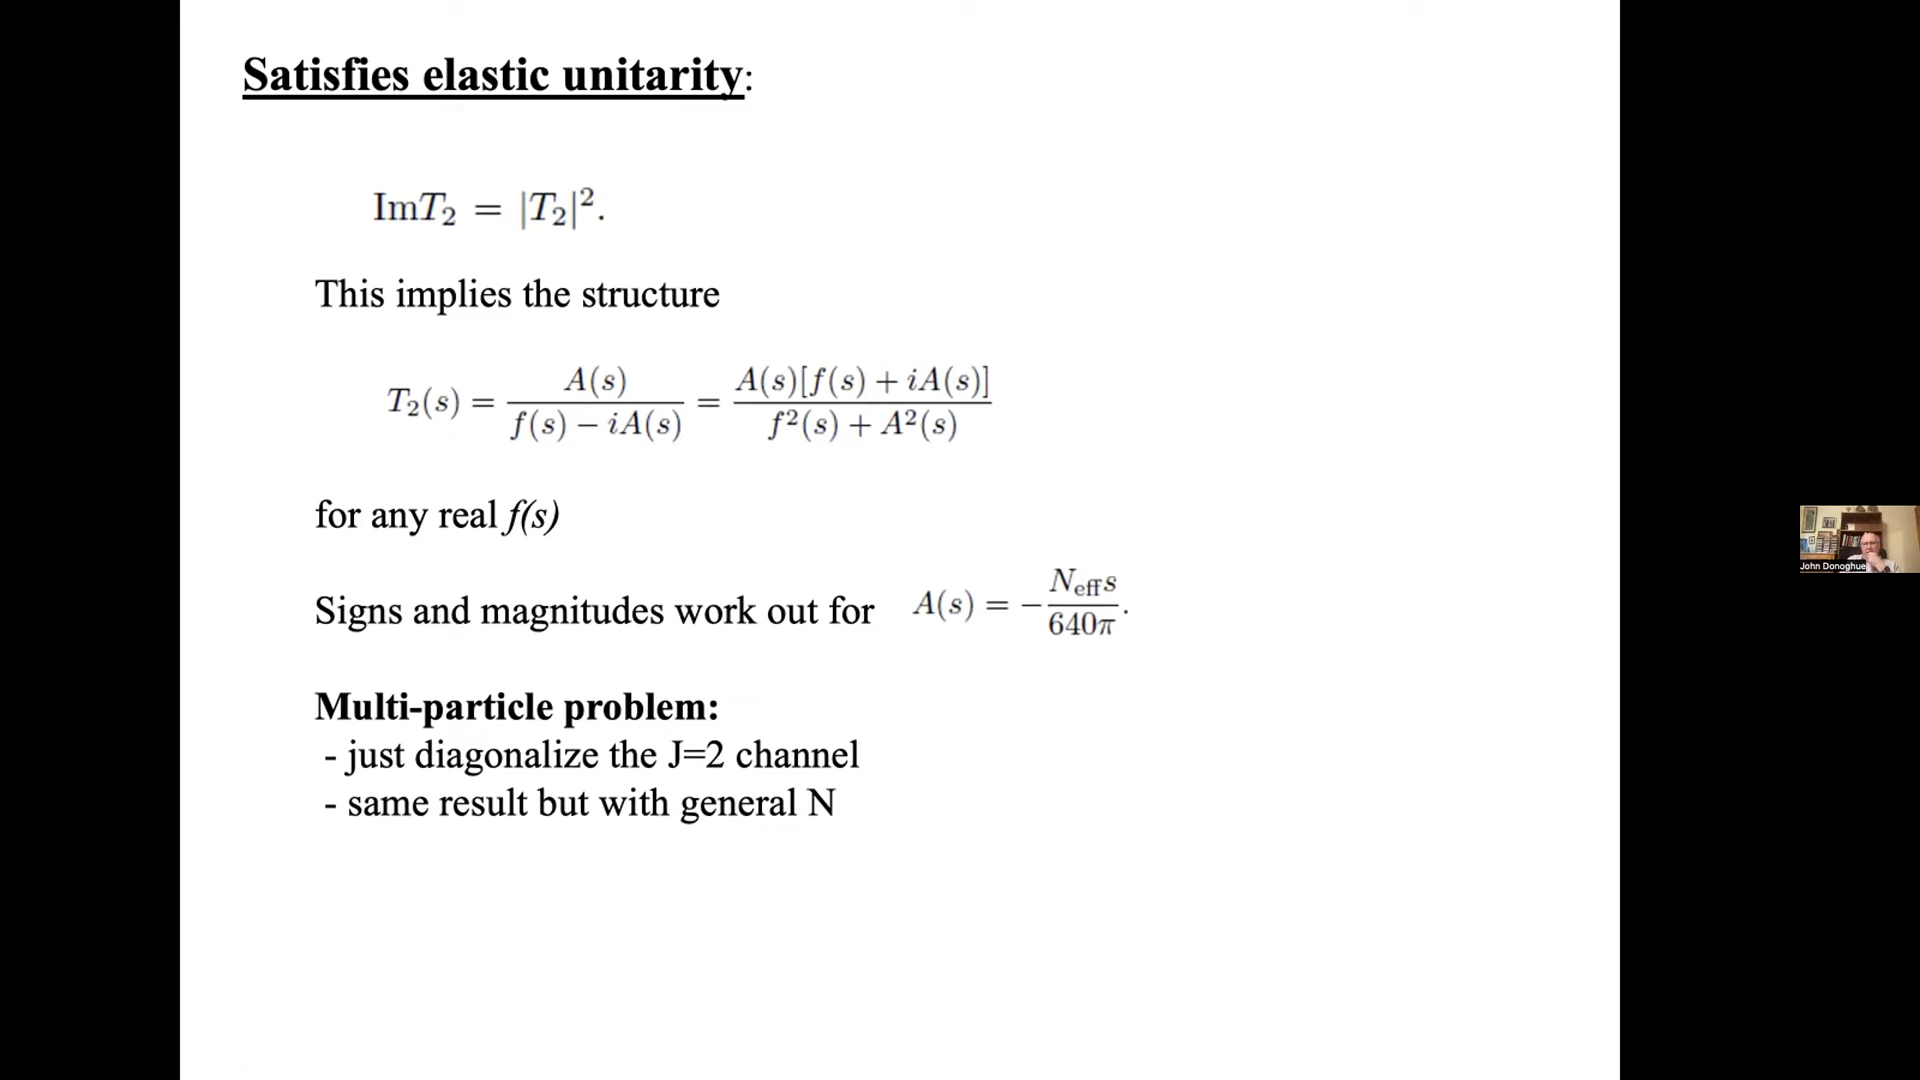 Satisfies elastic unitarity:
ImT₂ = |T₂|².
This implies the structure
T₂(s) = A(s) / (f(s) − iA(s)) = A(s)[f(s) + iA(s)] / (f²(s) + A²(s))
for any real f(s)
Signs and magnitudes work out for A(s) = − N_eff s / 640π .
Multi-particle problem:
- just diagonalize the J=2 channel
- same result but with general N
John Donoghue